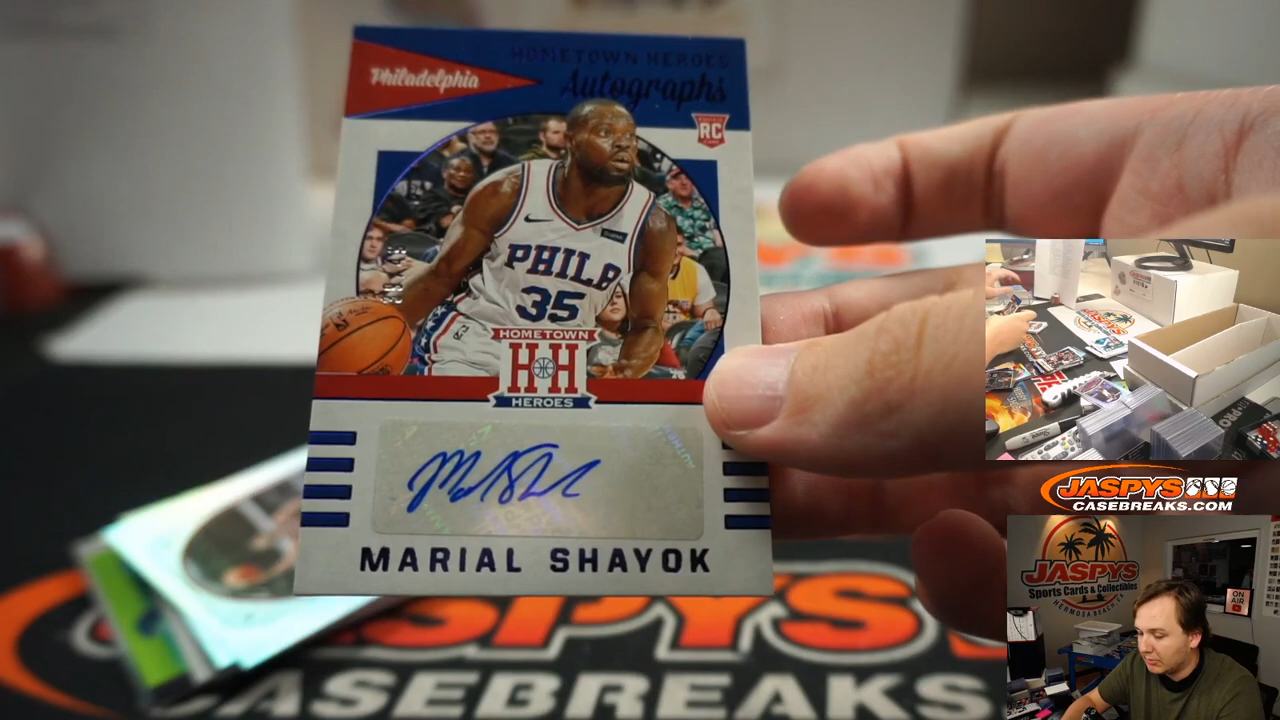 HOMETOWN HEROES
Autographs
Philadelphia
RC
PHILA
35
HOMETOWN
HH
HEROES
MARIAL SHAYOK
JASPYS
CASEBREAKS
JASPYS
CASEBREAKS.COM
JASPYS
Sports Cards & Collectibles
HERMOSA BEACH, CA
ON
AIR